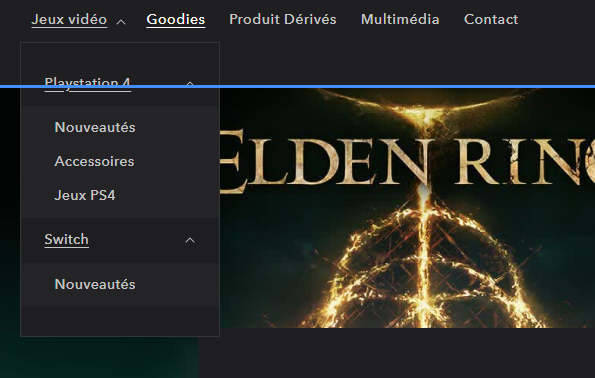 Jeux vidéo Goodies Produit Dérivés Multimédia Contact
Playstation 4
Nouveautés
Accessoires
Jeux PS4
Switch
Nouveautés
ELDEN RING